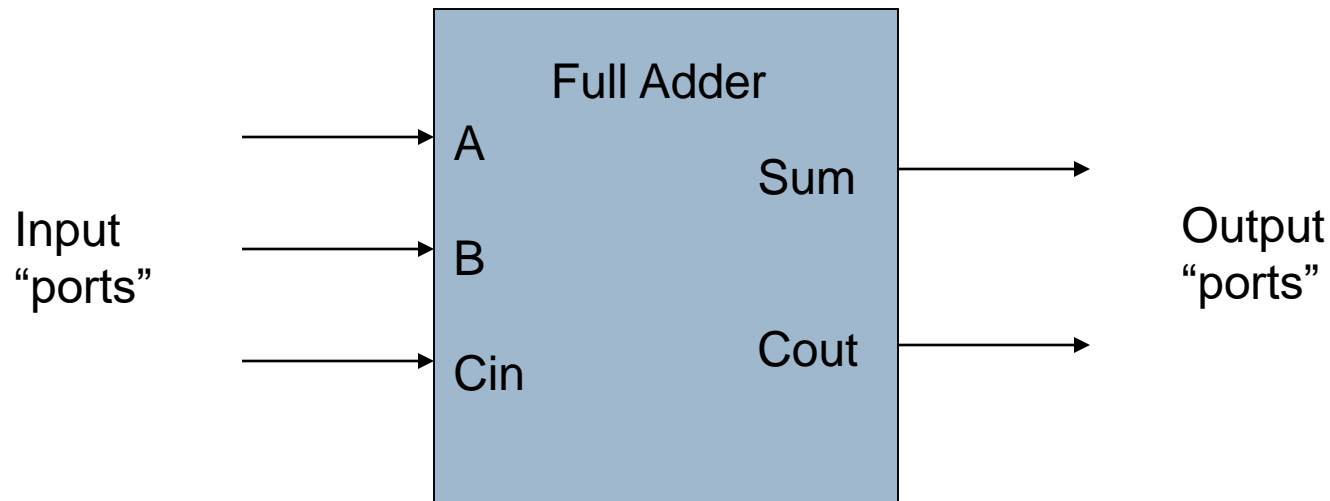 Full Adder
A
Sum
Input
“ports”
B
Output
“ports”
Cin
Cout